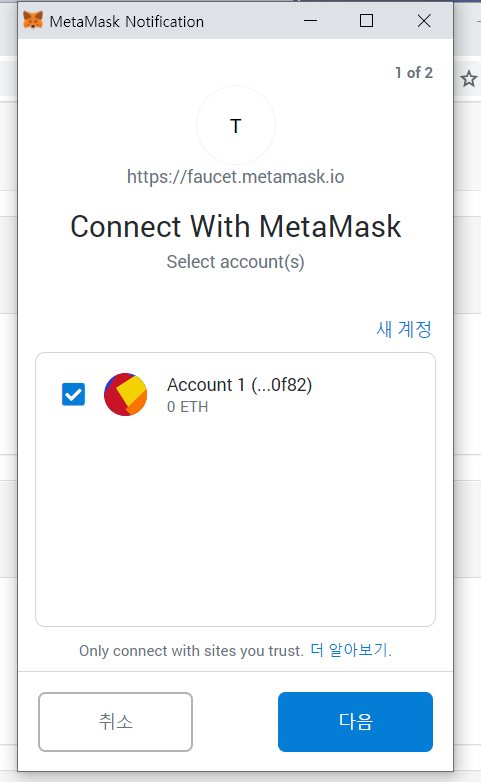 MetaMask Notification
1 of 2
T
https://faucet.metamask.io
Connect With MetaMask
Select account(s)
새 계정
Account 1 (...0f82)
0 ETH
Only connect with sites you trust. 더 알아보기.
취소
다음